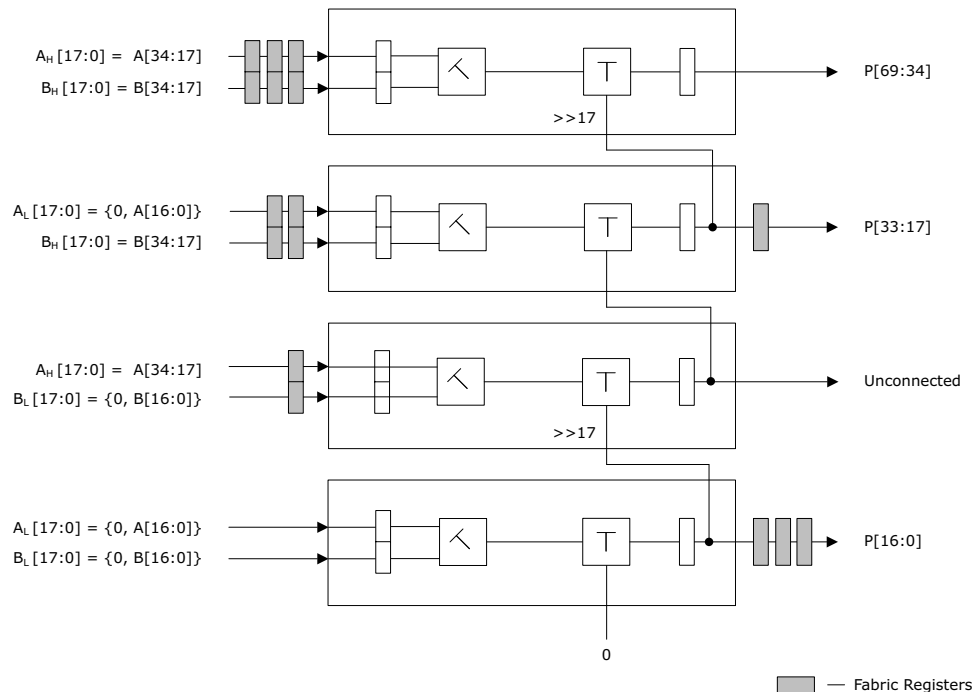 A_H [17:0] = A[34:17]
B_H [17:0] = B[34:17]
>>17
P[69:34]
A_L [17:0] = {0, A[16:0]}
B_H [17:0] = B[34:17]
P[33:17]
A_H [17:0] = A[34:17]
B_L [17:0] = {0, B[16:0]}
>>17
Unconnected
A_L [17:0] = {0, A[16:0]}
B_L [17:0] = {0, B[16:0]}
P[16:0]
0
— Fabric Registers